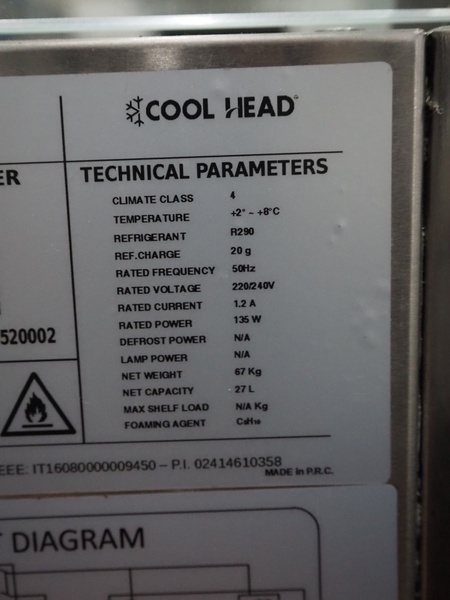 COOL HEAD
ER
TECHNICAL PARAMETERS
CLIMATE CLASS 4
TEMPERATURE +2° ~ +8°C
REFRIGERANT R290
REF.CHARGE 20 g
RATED FREQUENCY 50Hz
RATED VOLTAGE 220/240V
RATED CURRENT 1.2 A
RATED POWER 135 W
520002
DEFROST POWER N/A
LAMP POWER N/A
NET WEIGHT 67 Kg
NET CAPACITY 27 L
MAX SHELF LOAD N/A Kg
FOAMING AGENT C₅H₁₀
EEE: IT16080000009450 – P.I. 02414610358
MADE in P.R.C.
T DIAGRAM